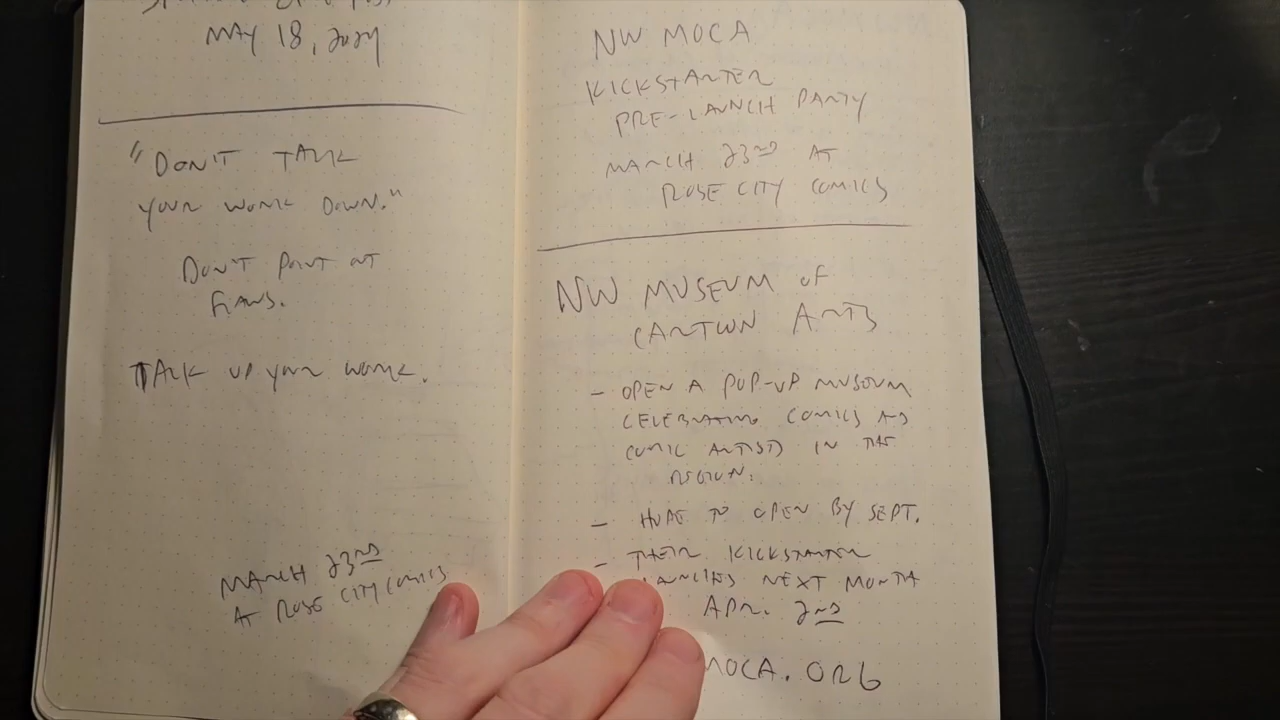 MAY 18, 2024
"DON'T TALK
YOUR WORK DOWN."
DON'T POINT AT
FLAWS.
TALK UP YOUR WORK.
MARCH 23RD
AT ROSE CITY COMICS
NW MOCA
KICKSTARTER
PRE-LAUNCH PARTY
MARCH 23RD AT
ROSE CITY COMICS
NW MUSEUM OF
CARTOON ARTS
- OPEN A POP-UP MUSEUM
CELEBRATING COMICS AND
COMIC ARTISTS IN THE
REGION.
- HOPE TO OPEN BY SEPT.
- THEIR KICKSTARTER
LAUNCHES NEXT MONTH
APR. 2ND
MOCA.ORG